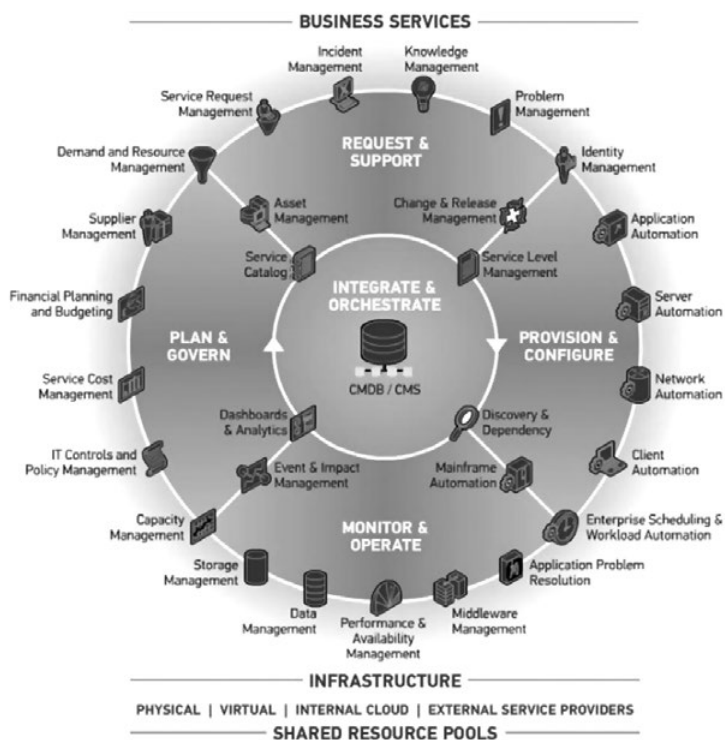 BUSINESS SERVICES
Incident
Management
Knowledge
Management
Service Request
Management
Problem
Management
REQUEST &
SUPPORT
Demand and Resource
Management
Identity
Management
Asset
Management
Change & Release
Management
Supplier
Management
Application
Automation
Service
Catalog
Service Level
Management
INTEGRATE &
ORCHESTRATE
Financial Planning
and Budgeting
Server
Automation
PLAN &
GOVERN
PROVISION &
CONFIGURE
CMDB / CMS
Service Cost
Management
Network
Automation
Dashboards
& Analytics
Discovery &
Dependency
IT Controls and
Policy Management
Client
Automation
Event & Impact
Management
Mainframe
Automation
Capacity
Management
MONITOR &
OPERATE
Enterprise Scheduling &
Workload Automation
Storage
Management
Application Problem
Resolution
Data
Management
Performance &
Availability
Management
Middleware
Management
INFRASTRUCTURE
PHYSICAL | VIRTUAL | INTERNAL CLOUD | EXTERNAL SERVICE PROVIDERS
SHARED RESOURCE POOLS